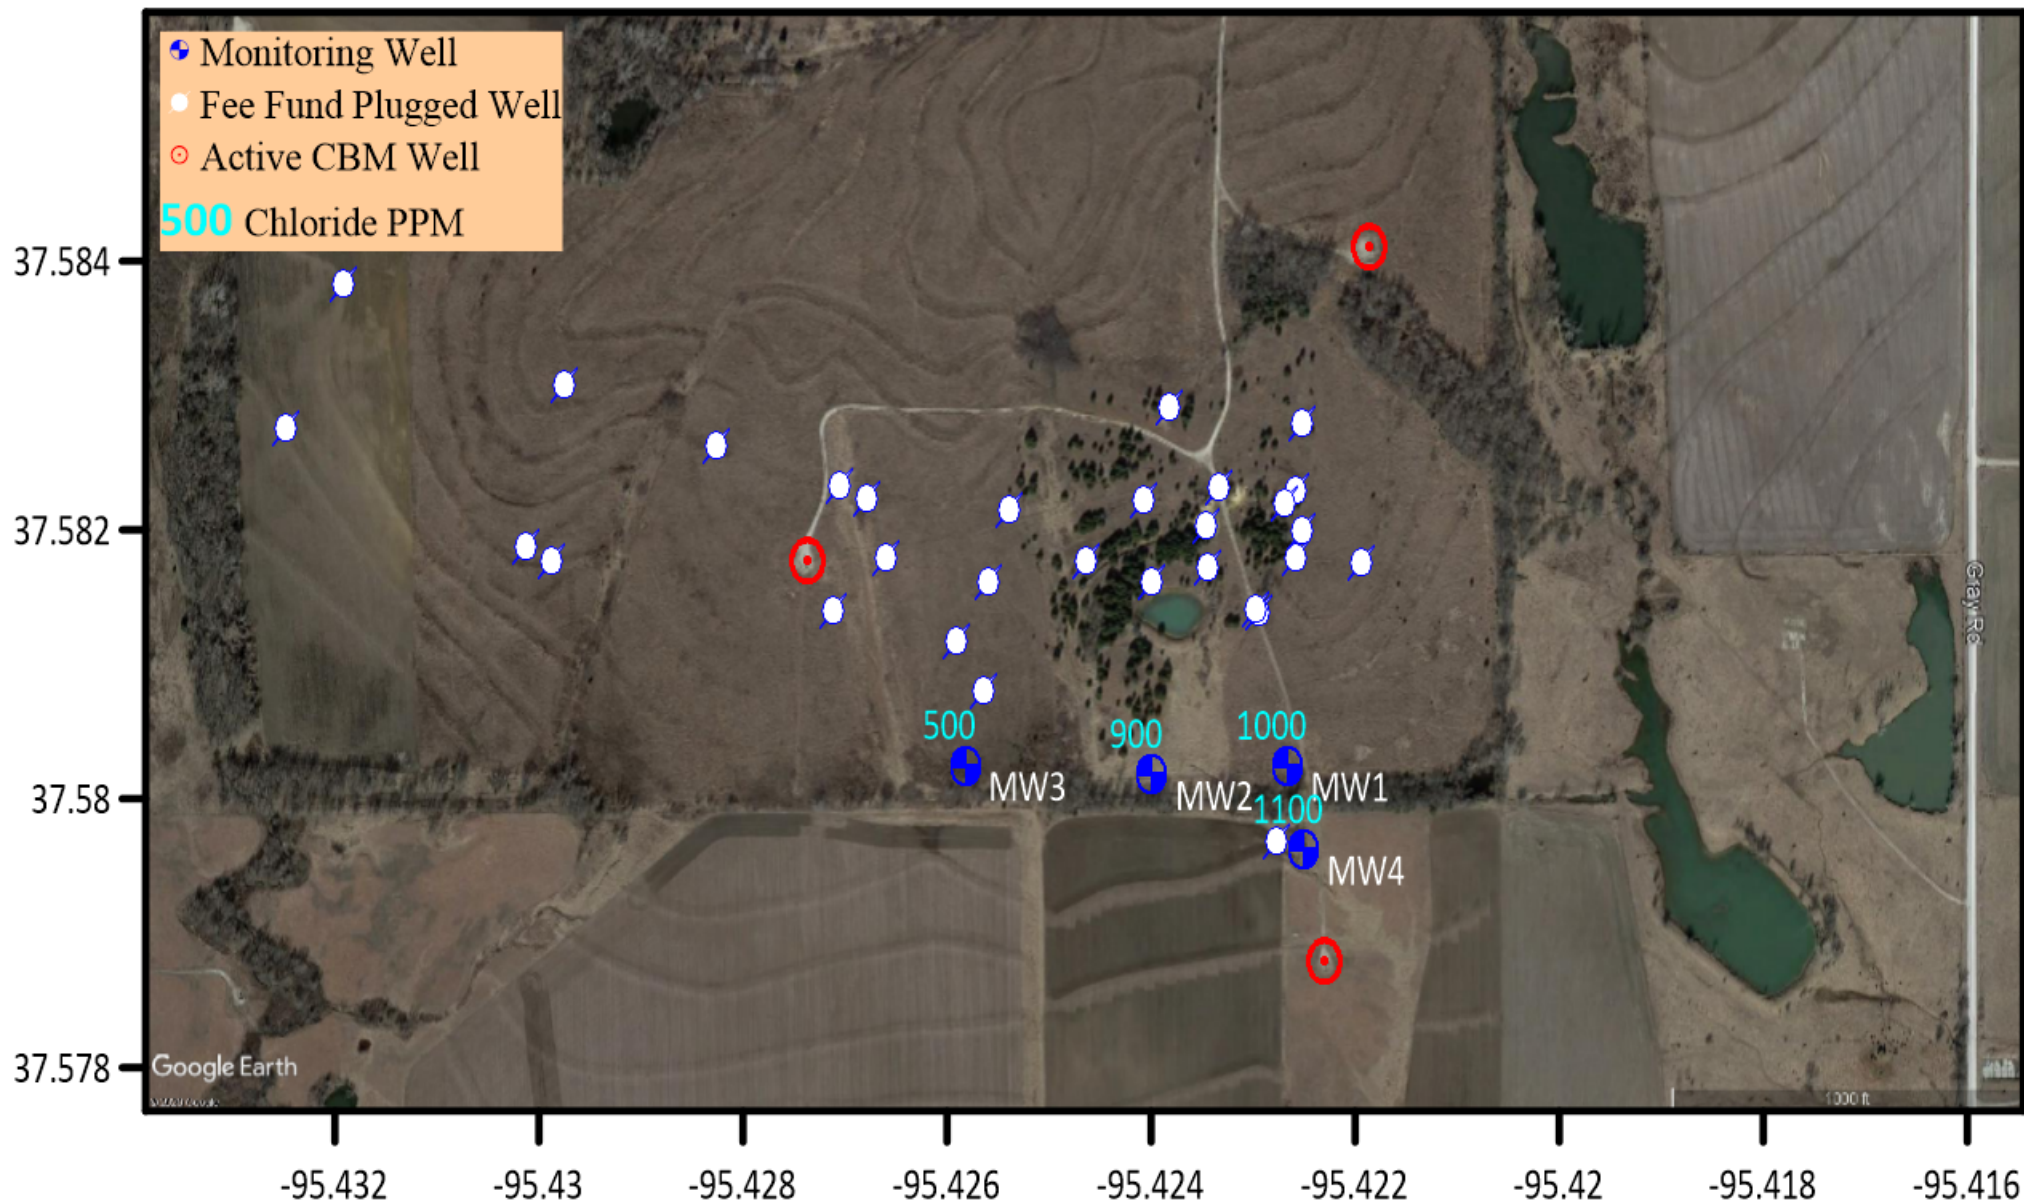 Monitoring Well
Fee Fund Plugged Well
Active CBM Well
500 Chloride PPM
37.584
37.582
37.58
37.578
Gray Rd
500
900
1000
MW3
MW2
MW1
1100
MW4
Google Earth
1000 ft
-95.432
-95.43
-95.428
-95.426
-95.424
-95.422
-95.42
-95.418
-95.416